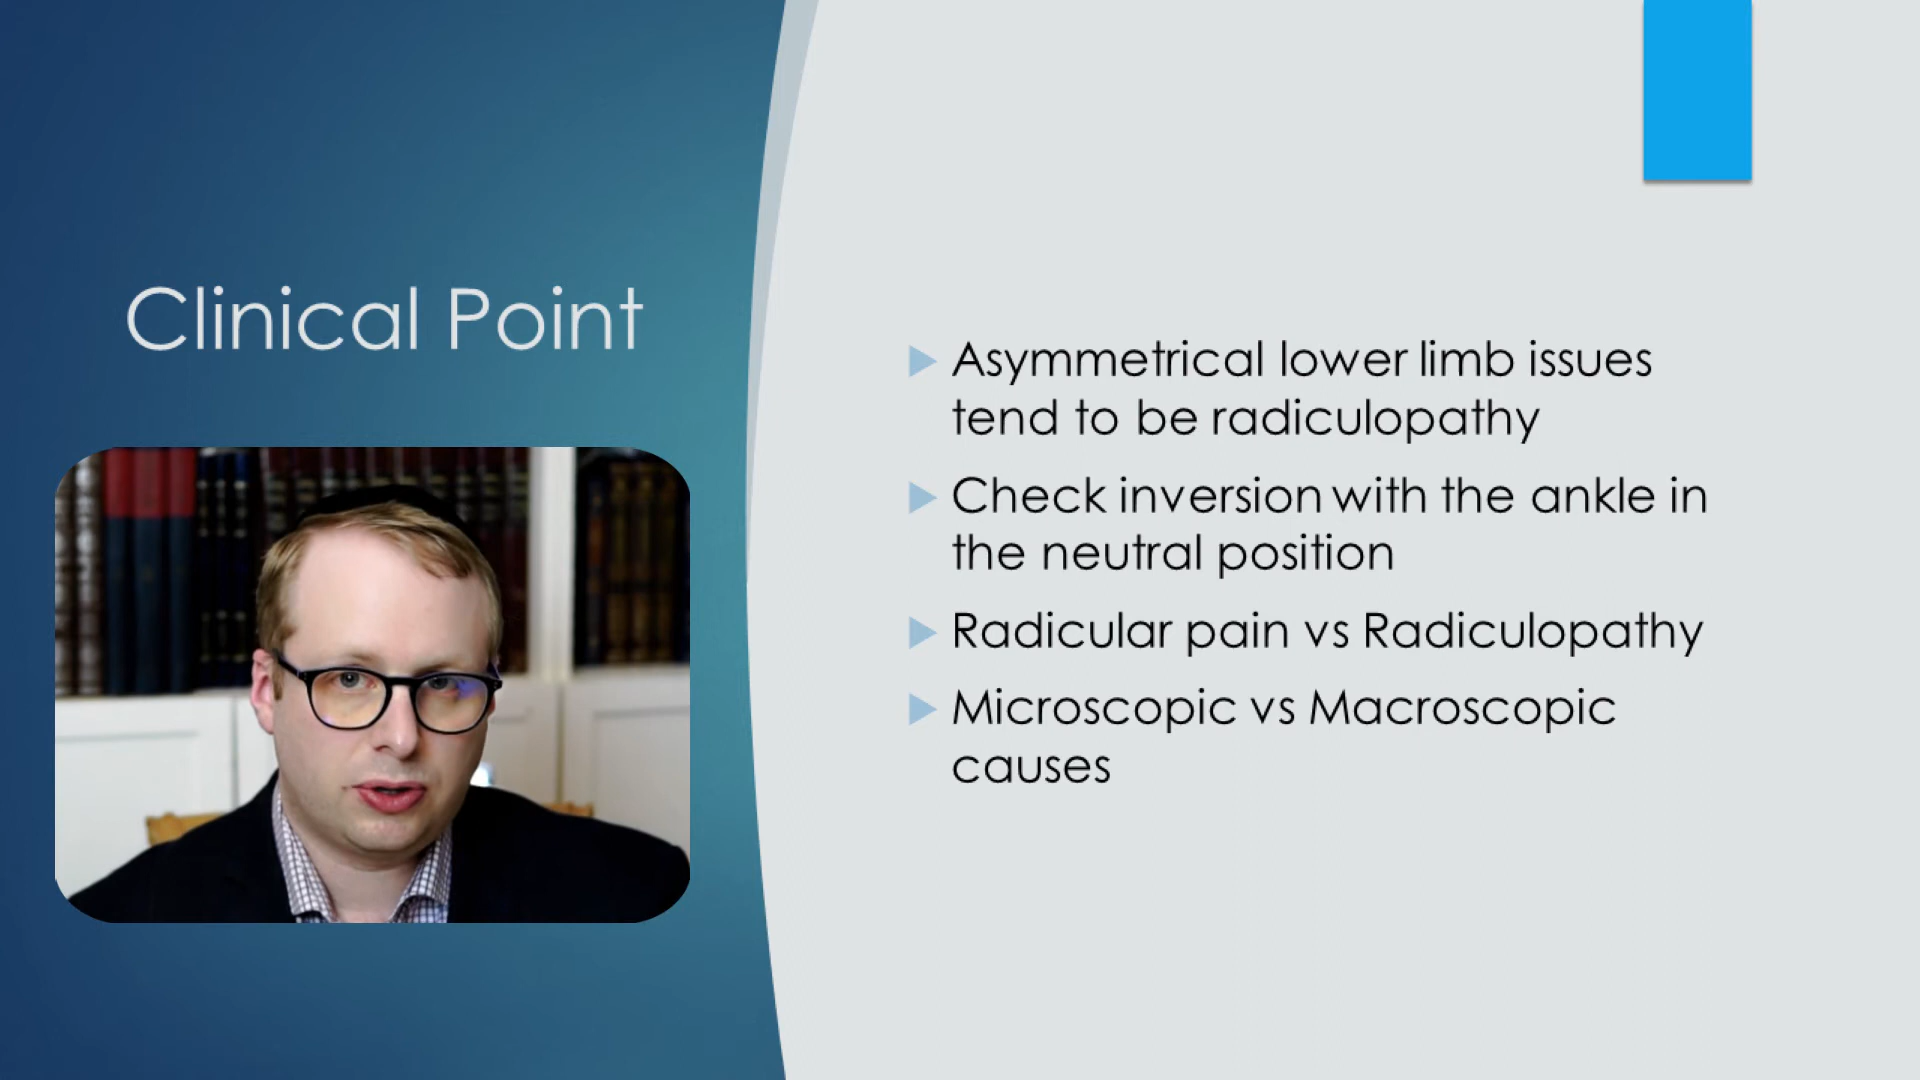 Clinical Point
Asymmetrical lower limb issues
tend to be radiculopathy
Check inversion with the ankle in
the neutral position
Radicular pain vs Radiculopathy
Microscopic vs Macroscopic
causes